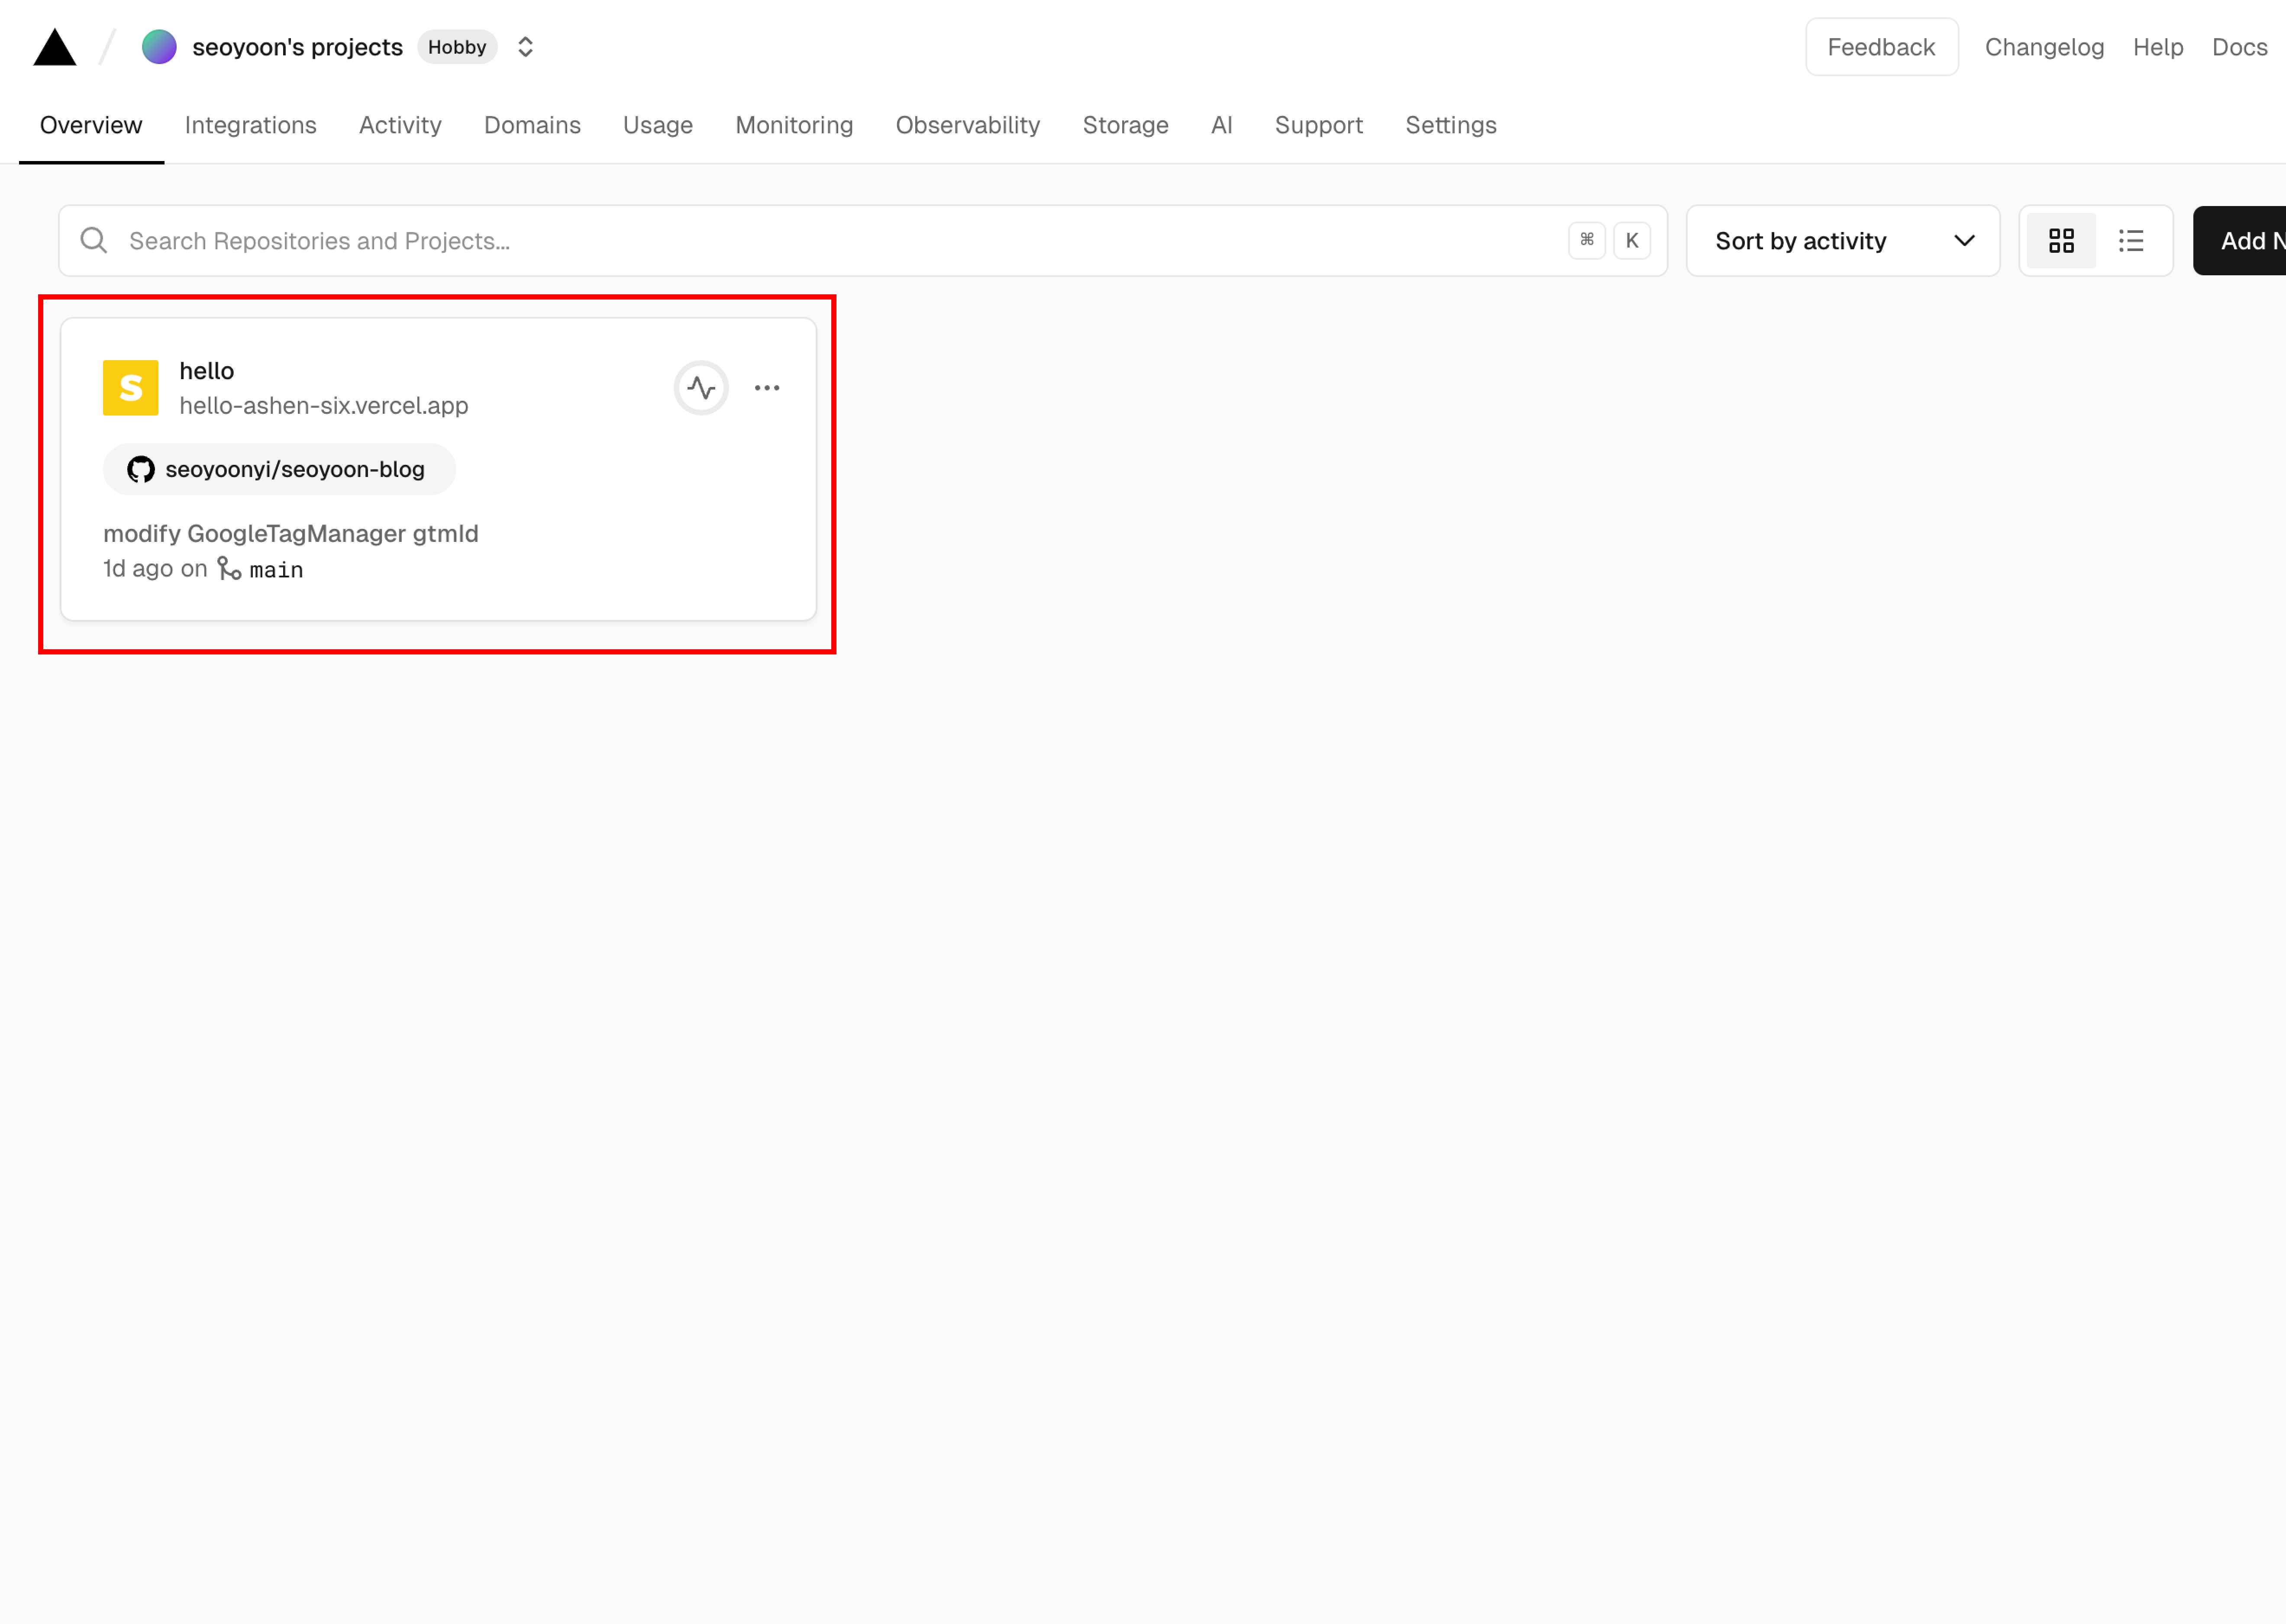 seoyoon's projects Hobby
Feedback Changelog Help Docs
Overview Integrations Activity Domains Usage Monitoring Observability Storage AI Support Settings
Search Repositories and Projects... ⌘ K Sort by activity Add N
S
hello
hello-ashen-six.vercel.app
seoyoonyi/seoyoon-blog
modify GoogleTagManager gtmId
1d ago on main